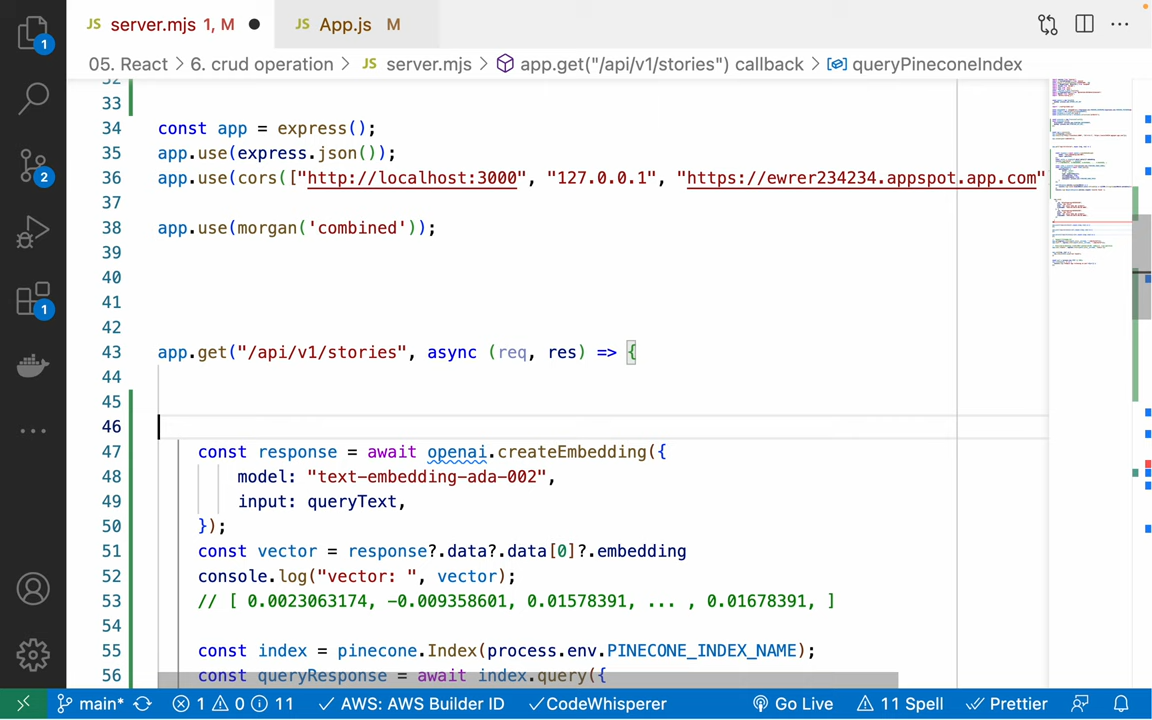 JS server.mjs 1, M ● JS App.js M
05. React > 6. crud operation > JS server.mjs > app.get("/api/v1/stories") callback > queryPineconeIndex
33
34 const app = express();
35 app.use(express.json());
36 app.use(cors(["http://localhost:3000", "127.0.0.1", "https://ewrer234234.appspot.app.com"
37
38 app.use(morgan('combined'));
39
40
41
42
43 app.get("/api/v1/stories", async (req, res) => {
44
45
46
47 const response = await openai.createEmbedding({
48 model: "text-embedding-ada-002",
49 input: queryText,
50 });
51 const vector = response?.data?.data[0]?.embedding
52 console.log("vector: ", vector);
53 // [ 0.0023063174, -0.009358601, 0.01578391, ... , 0.01678391, ]
54
55 const index = pinecone.Index(process.env.PINECONE_INDEX_NAME);
56 const queryResponse = await index.query({
1
2
1
main* 1 0 11 AWS: AWS Builder ID CodeWhisperer Go Live 11 Spell Prettier